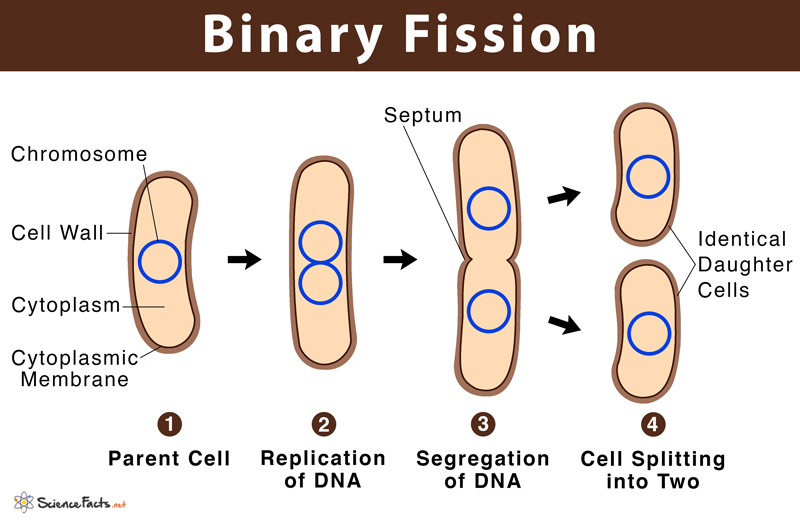 Binary Fission
Chromosome
Cell Wall
Cytoplasm
Cytoplasmic
Membrane
Septum
Identical
Daughter
Cells
1
Parent Cell
2
Replication
of DNA
3
Segregation
of DNA
4
Cell Splitting
into Two
ScienceFacts.net